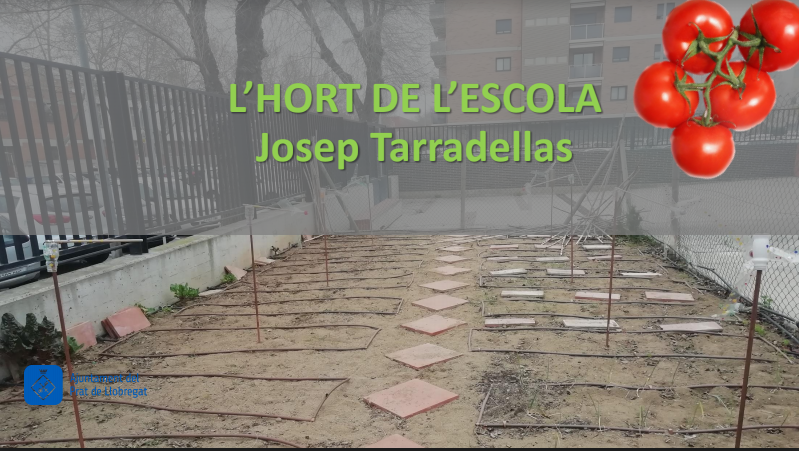 L'HORT DE L'ESCOLA
Josep Tarradellas
Ajuntament de
Prat de Llobregat